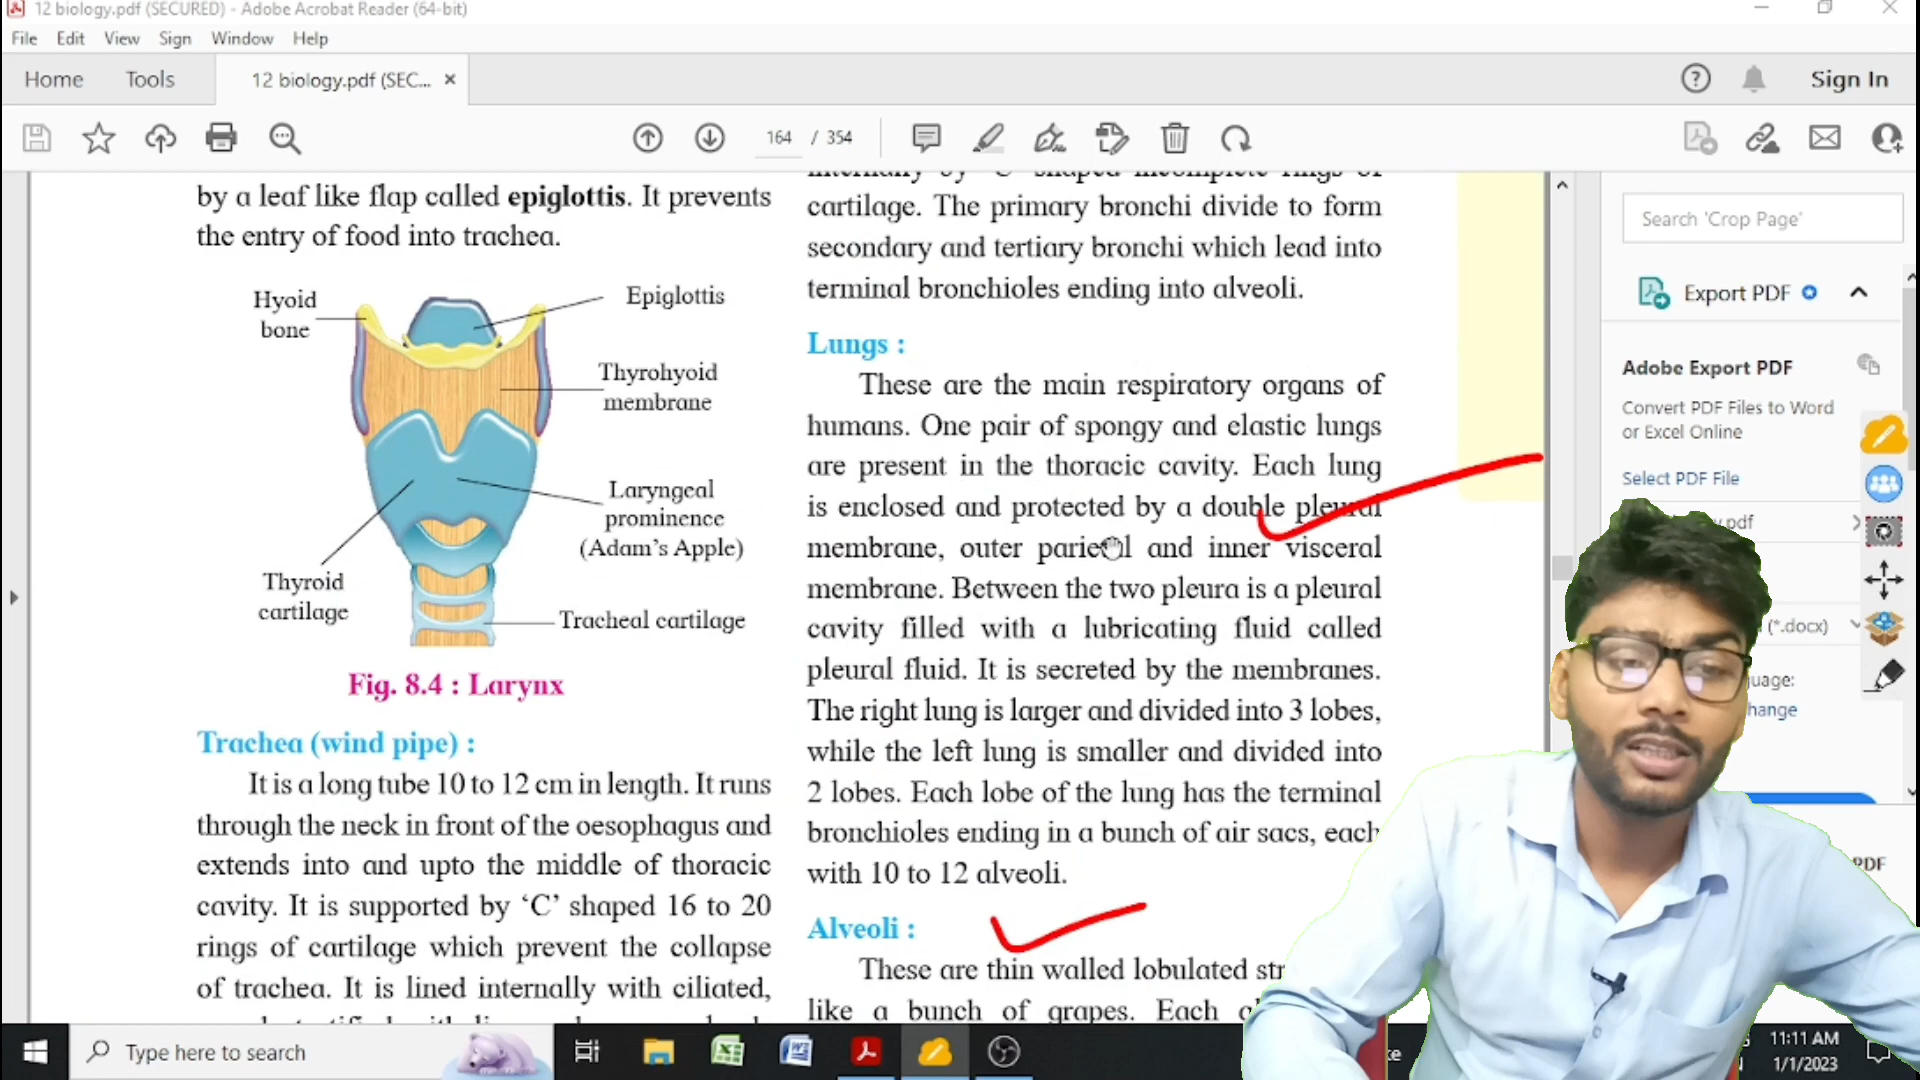 12 biology.pdf (SECURED) - Adobe Acrobat Reader (64-bit)
File Edit View Sign Window Help
Home Tools 12 biology.pdf (SEC... × Sign In
164 / 354
by a leaf like flap called epiglottis. It prevents
the entry of food into trachea.
Hyoid
bone
Epiglottis
Thyrohyoid
membrane
Laryngeal
prominence
(Adam's Apple)
Thyroid
cartilage
Tracheal cartilage
Fig. 8.4 : Larynx
Trachea (wind pipe) :
It is a long tube 10 to 12 cm in length. It runs
through the neck in front of the oesophagus and
extends into and upto the middle of thoracic
cavity. It is supported by ‘C’ shaped 16 to 20
rings of cartilage which prevent the collapse
of trachea. It is lined internally with ciliated,
internally by ‘C’ shaped incomplete rings of
cartilage. The primary bronchi divide to form
secondary and tertiary bronchi which lead into
terminal bronchioles ending into alveoli.
Lungs :
These are the main respiratory organs of
humans. One pair of spongy and elastic lungs
are present in the thoracic cavity. Each lung
is enclosed and protected by a double pleural
membrane, outer parietal and inner visceral
membrane. Between the two pleura is a pleural
cavity filled with a lubricating fluid called
pleural fluid. It is secreted by the membranes.
The right lung is larger and divided into 3 lobes,
while the left lung is smaller and divided into
2 lobes. Each lobe of the lung has the terminal
bronchioles ending in a bunch of air sacs, each
with 10 to 12 alveoli.
Alveoli :
These are thin walled lobulated
like a bunch of grapes. Each
Search 'Crop Page'
Export PDF
Adobe Export PDF
Convert PDF Files to Word
or Excel Online
Select PDF File
(*.docx)
Type here to search
11:11 AM
1/1/2023